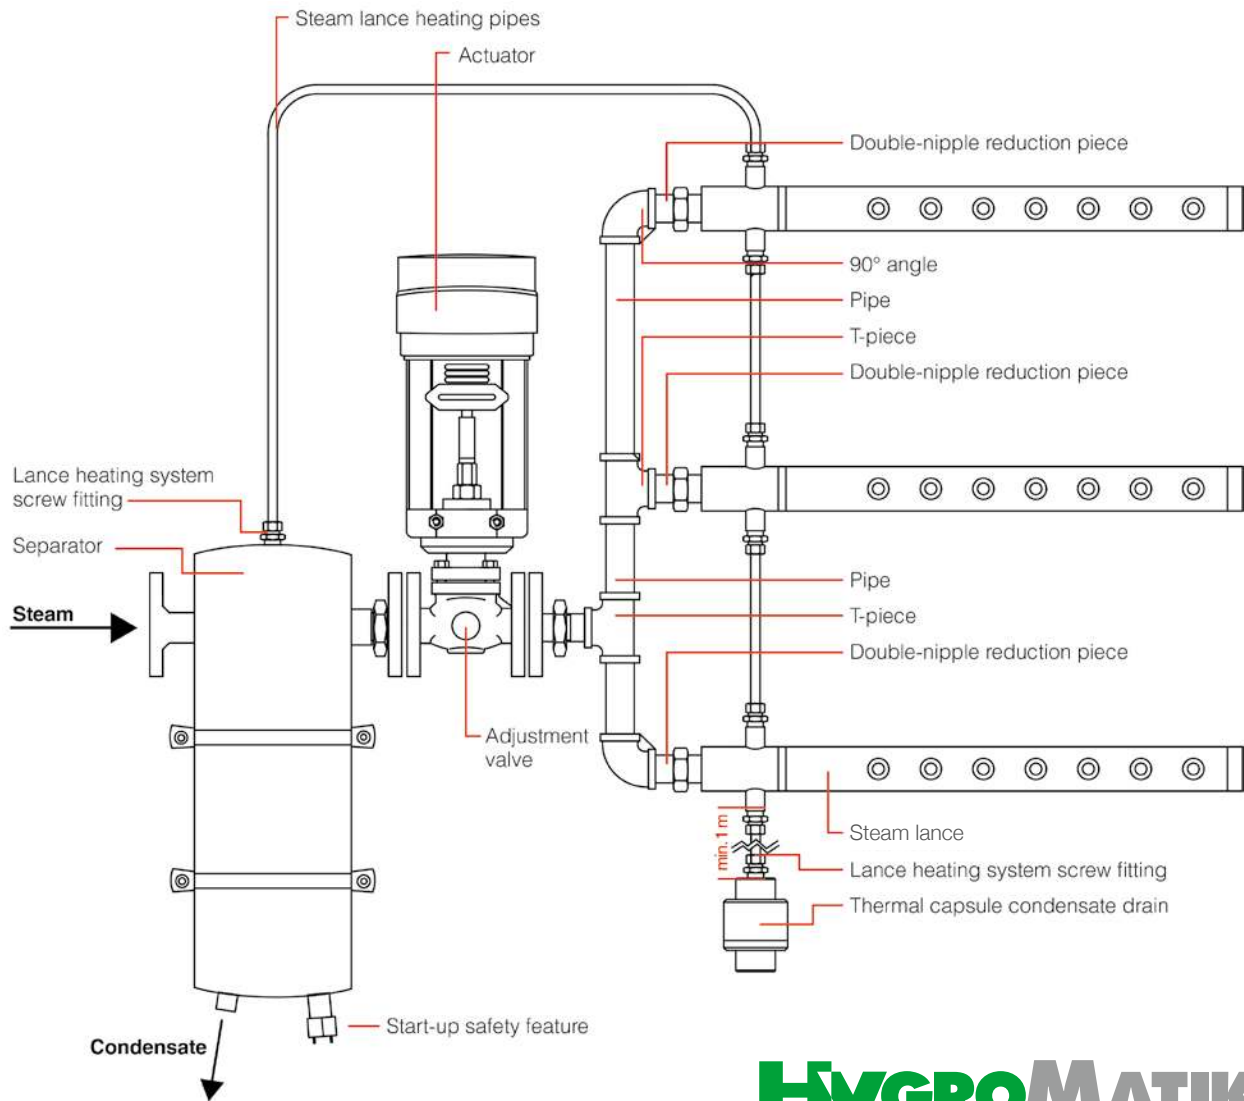 Steam lance heating pipes
Actuator
Double-nipple reduction piece
90° angle
Pipe
T-piece
Double-nipple reduction piece
Lance heating system
screw fitting
Separator
Steam
Pipe
T-piece
Double-nipple reduction piece
Adjustment
valve
min. 1 m
Steam lance
Lance heating system screw fitting
Thermal capsule condensate drain
Start-up safety feature
Condensate
HYGROMATIK